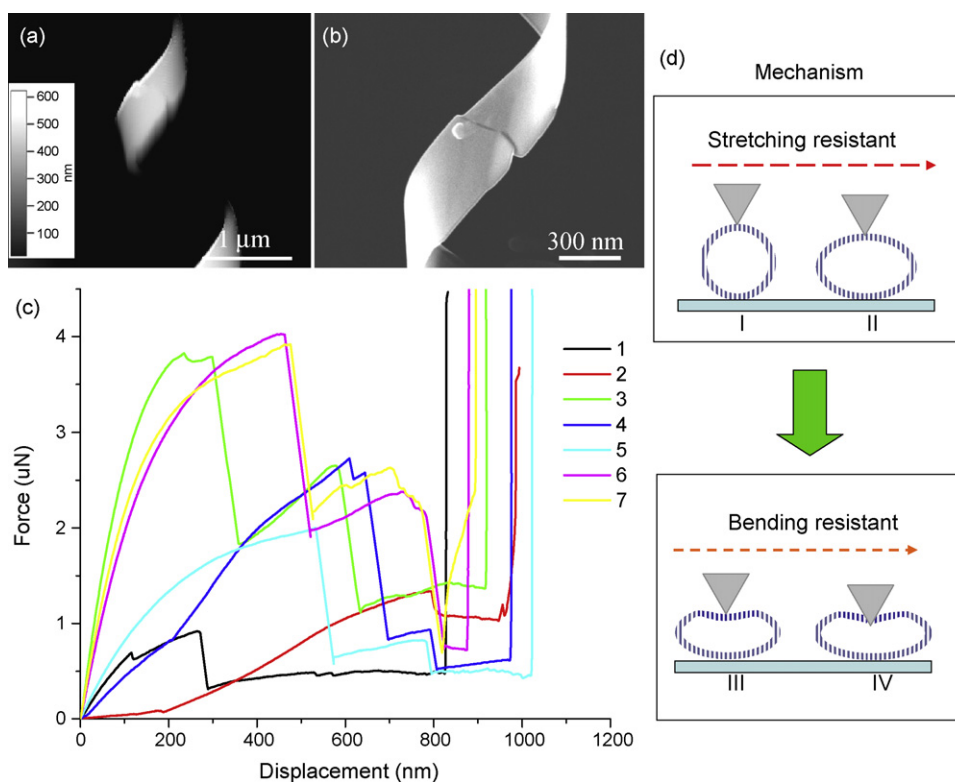 (a)
600
500
400
300
200
100
nm
1 µm
(b)
300 nm
(c)
Force (uN)
4
3
2
1
0
0
200
400
600
800
1000
1200
Displacement (nm)
1
2
3
4
5
6
7
(d)
Mechanism
Stretching resistant
I
II
Bending resistant
III
IV